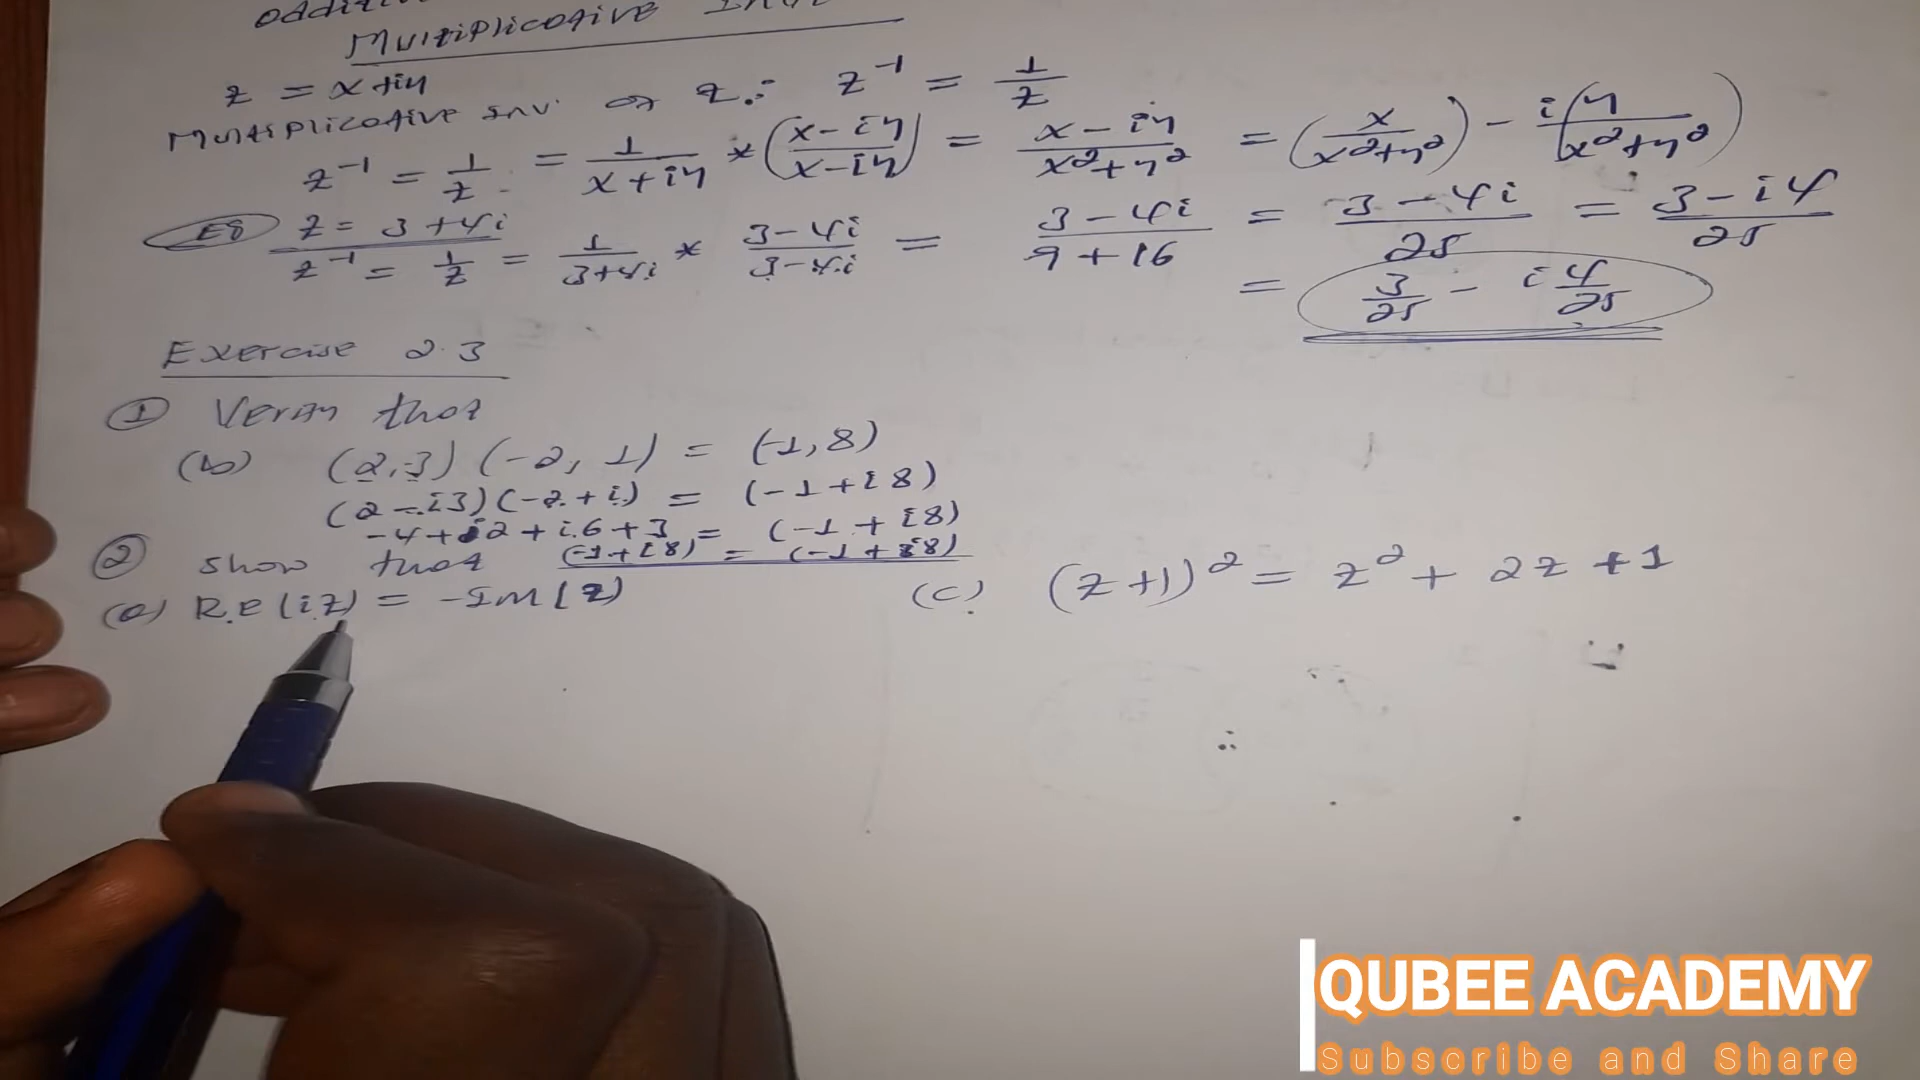 Multiplicative
z = x+iy
Multiplicative inv. of z: z⁻¹ = 1/z
z⁻¹ = 1/z = 1/(x+iy) * ((x-iy)/(x-iy)) = (x-iy)/(x²+y²) = (x/(x²+y²)) - i(y/(x²+y²))
Eg z = 3+4i
z⁻¹ = 1/z = 1/(3+4i) * (3-4i)/(3-4i) = (3-4i)/(9+16) = (3-4i)/25 = (3-i4)/25
= 3/25 - i 4/25
Exercise 2.3
① Verify that
(b) (2,-3)(-2, 1) = (-1,8)
(2-i3)(-2+i) = (-1+i8)
-4+i2+i6+3 = (-1+i8)
(-1+i8) = (-1+i8)
② show that
(a) Re(iz) = -Im(z)
(c) (z+1)² = z² + 2z + 1
QUBEE ACADEMY
Subscribe and Share